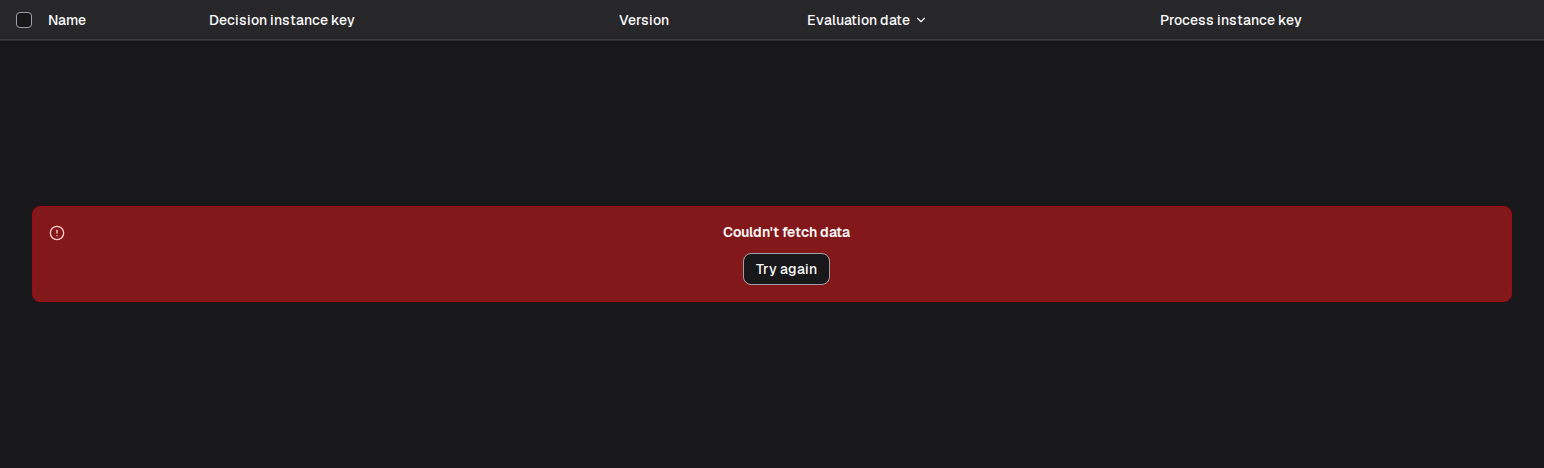 Name Decision instance key Version Evaluation date Process instance key
Couldn't fetch data
Try again